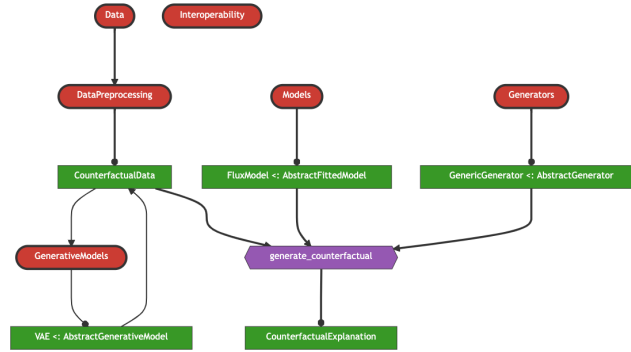 Data
Interoperability
DataPreprocessing
Models
Generators
CounterfactualData
FluxModel <: AbstractFittedModel
GenericGenerator <: AbstractGenerator
GenerativeModels
generate_counterfactual
VAE <: AbstractGenerativeModel
CounterfactualExplanation